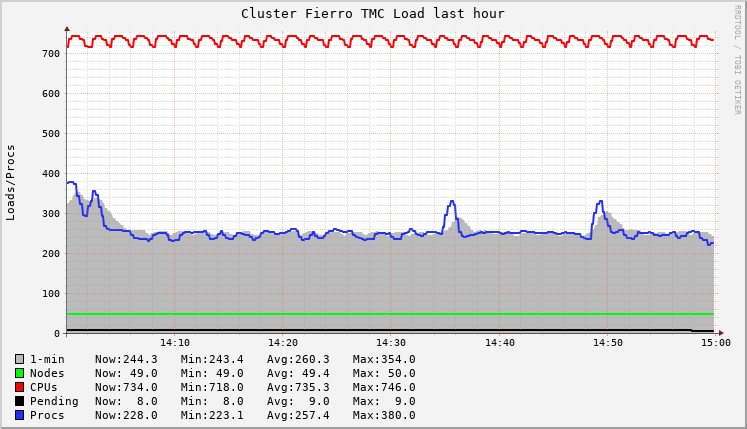 Cluster Fierro TMC Load last hour
RRDTOOL / TOBI OETIKER
Loads/Procs
700
600
500
400
300
200
100
0
14:10 14:20 14:30 14:40 14:50 15:00
1-min Now:244.3 Min:243.4 Avg:260.3 Max:354.0
Nodes Now: 49.0 Min: 49.0 Avg: 49.4 Max: 50.0
CPUs Now:734.0 Min:718.0 Avg:735.3 Max:746.0
Pending Now: 8.0 Min: 8.0 Avg: 9.0 Max: 9.0
Procs Now:228.0 Min:223.1 Avg:257.4 Max:380.0